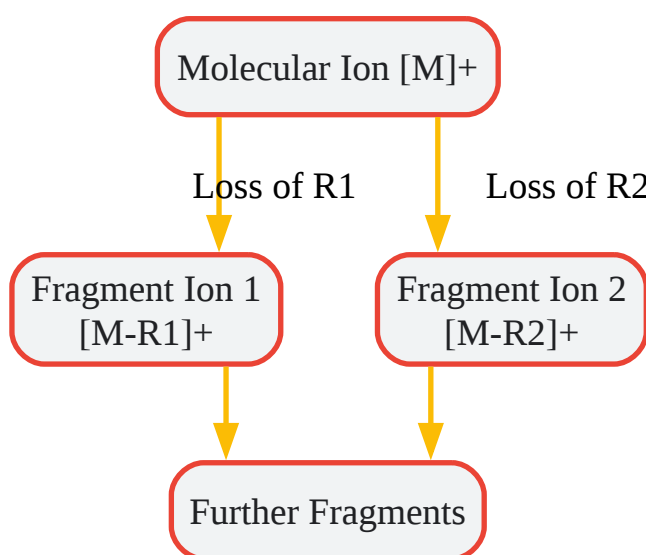 Molecular Ion [M]+
Loss of R1
Loss of R2
Fragment Ion 1
[M-R1]+
Fragment Ion 2
[M-R2]+
Further Fragments